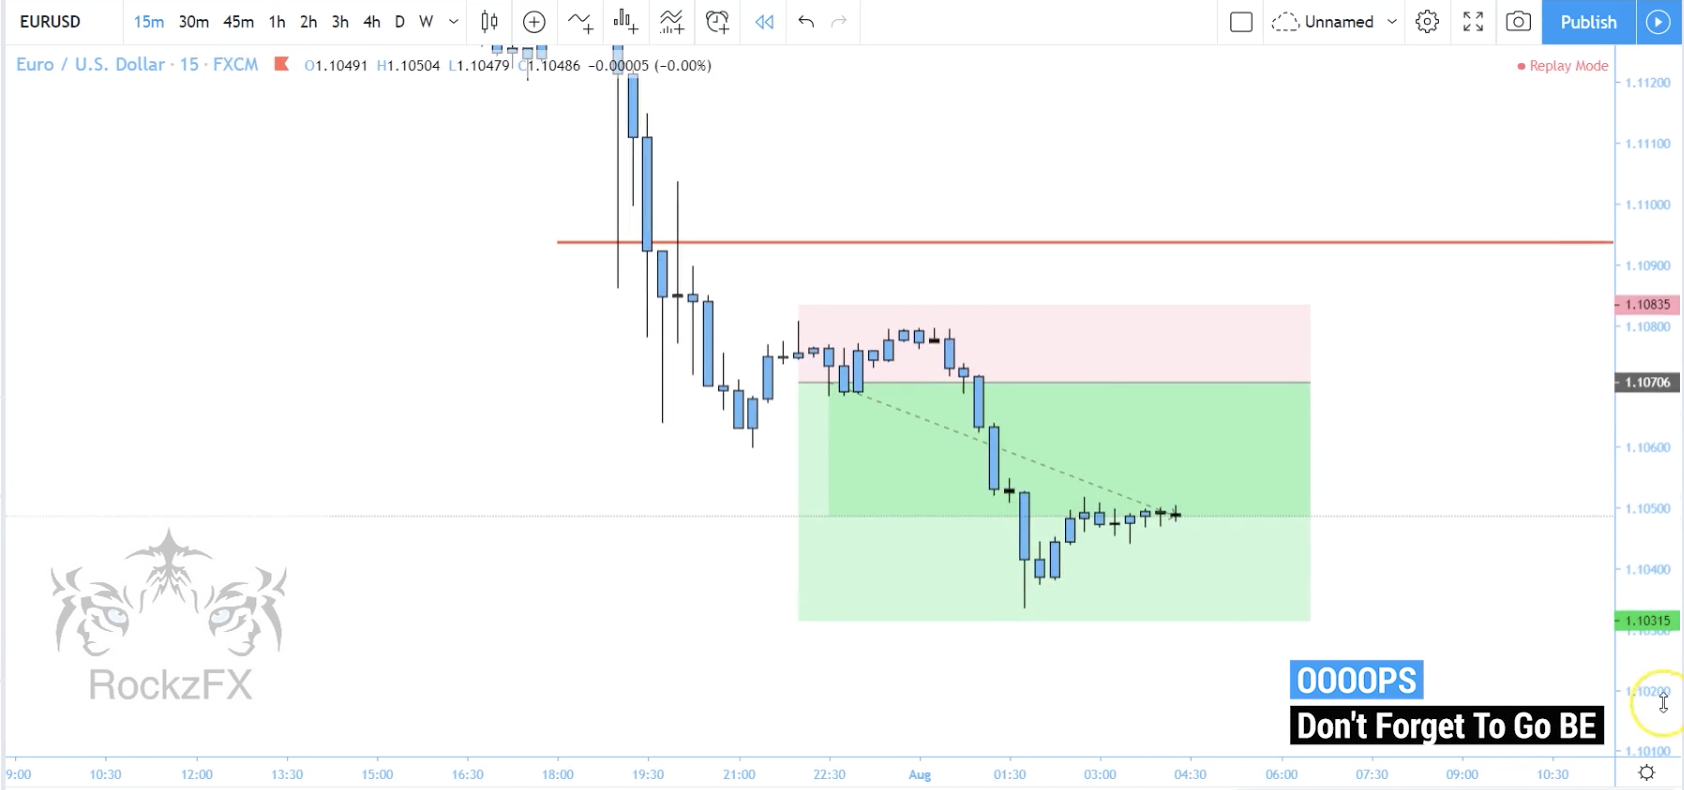 EURUSD 15m 30m 45m 1h 2h 3h 4h D W Unnamed Publish
Euro / U.S. Dollar · 15 · FXCM O1.10491 H1.10504 L1.10479 C1.10486 −0.00005 (−0.00%) Replay Mode
1.11200
1.11100
1.11000
1.10900
1.10835
1.10800
1.10706
1.10600
1.10500
1.10400
1.10315
1.10300
RockzFX
OOOOPS
1.10200
Don't Forget To Go BE
1.10100
9:00 10:30 12:00 13:30 15:00 16:30 18:00 19:30 21:00 22:30 Aug 01:30 03:00 04:30 06:00 07:30 09:00 10:30